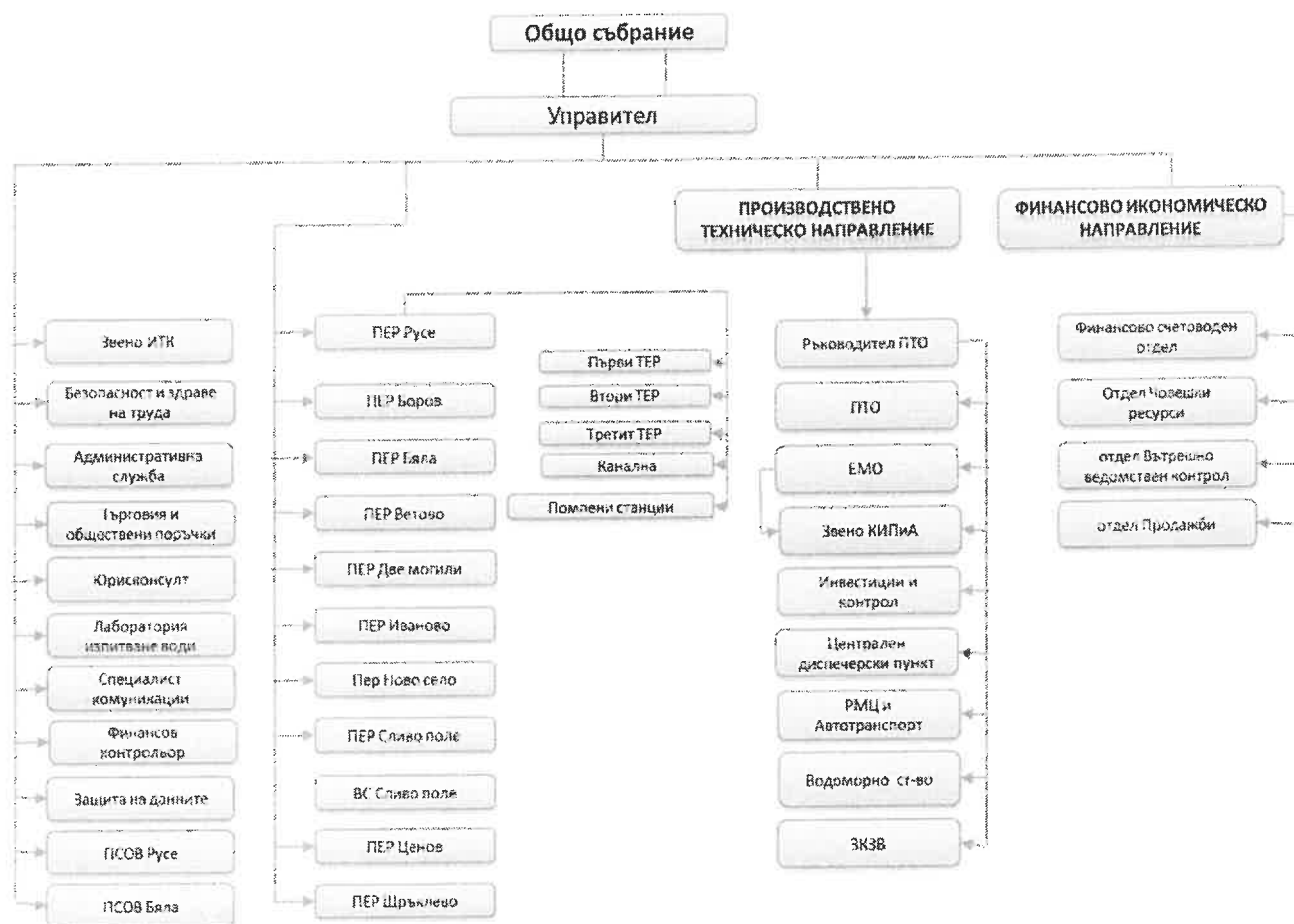 Общо събрание
Управител
ПРОИЗВОДСТВЕНО
ТЕХНИЧЕСКО НАПРАВЛЕНИЕ
ФИНАНСОВО ИКОНОМИЧЕСКО
НАПРАВЛЕНИЕ
Звено ИТК
Безопасност и здраве
на труда
Административна
служба
Търговия и
обществени поръчки
Юрисконсулт
Лаборатория
изпитване води
Специалист
комуникации
Финансов
контрольор
Защита на данните
ПСОВ Русе
ПСОВ Бяла
ПЕР Русе
ПЕР Боров
ПЕР Бяла
ПЕР Ветово
ПЕР Две могили
ПЕР Иваново
Пер Ново село
ПЕР Сливо поле
ВС Сливо поле
ПЕР Ценов
ПЕР Щръклево
Първи ТЕР
Втори ТЕР
Третит ТЕР
Канална
Помпени станции
Ръководител ПТО
ПТО
ЕМО
Звено КИПиА
Инвестиции и
контрол
Централен
диспечерски пункт
РМЦ и
Автотранспорт
Водоморно ст-во
ЗКЗВ
Финансово счетоводен
отдел
Отдел Човешки
ресурси
отдел Вътрешно
ведомствен контрол
отдел Продажби